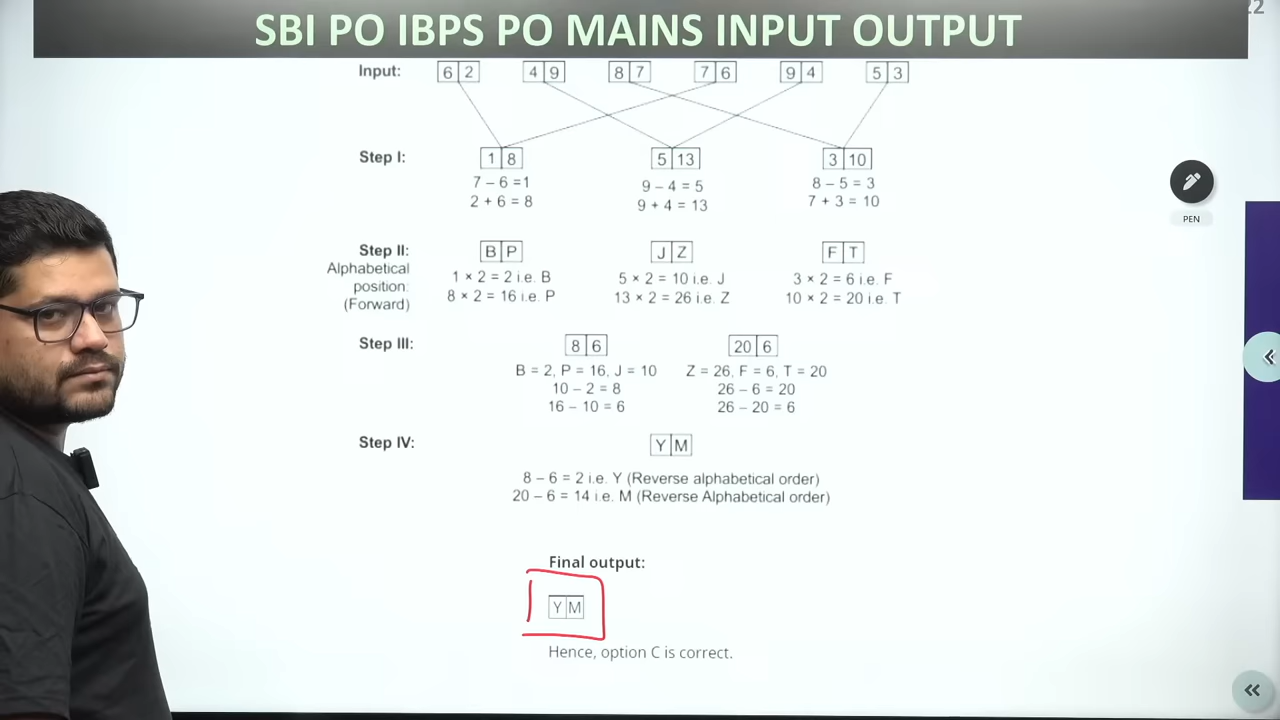 22
SBI PO IBPS PO MAINS INPUT OUTPUT
Input: 6 2 4 9 8 7 7 6 9 4 5 3
Step I: 1 8 5 13 3 10
7 – 6 =1 9 – 4 = 5 8 – 5 = 3
2 + 6 = 8 9 + 4 = 13 7 + 3 = 10
Step II: B P J Z F T
Alphabetical 1 × 2 = 2 i.e. B 5 × 2 = 10 i.e. J 3 × 2 = 6 i.e. F
position: 8 × 2 = 16 i.e. P 13 × 2 = 26 i.e. Z 10 × 2 = 20 i.e. T
(Forward)
Step III: 8 6 20 6
B = 2, P = 16, J = 10 Z = 26, F = 6, T = 20
10 – 2 = 8 26 – 6 = 20
16 – 10 = 6 26 – 20 = 6
Step IV: Y M
8 – 6 = 2 i.e. Y (Reverse alphabetical order)
20 – 6 = 14 i.e. M (Reverse Alphabetical order)
Final output:
Y M
Hence, option C is correct.
PEN